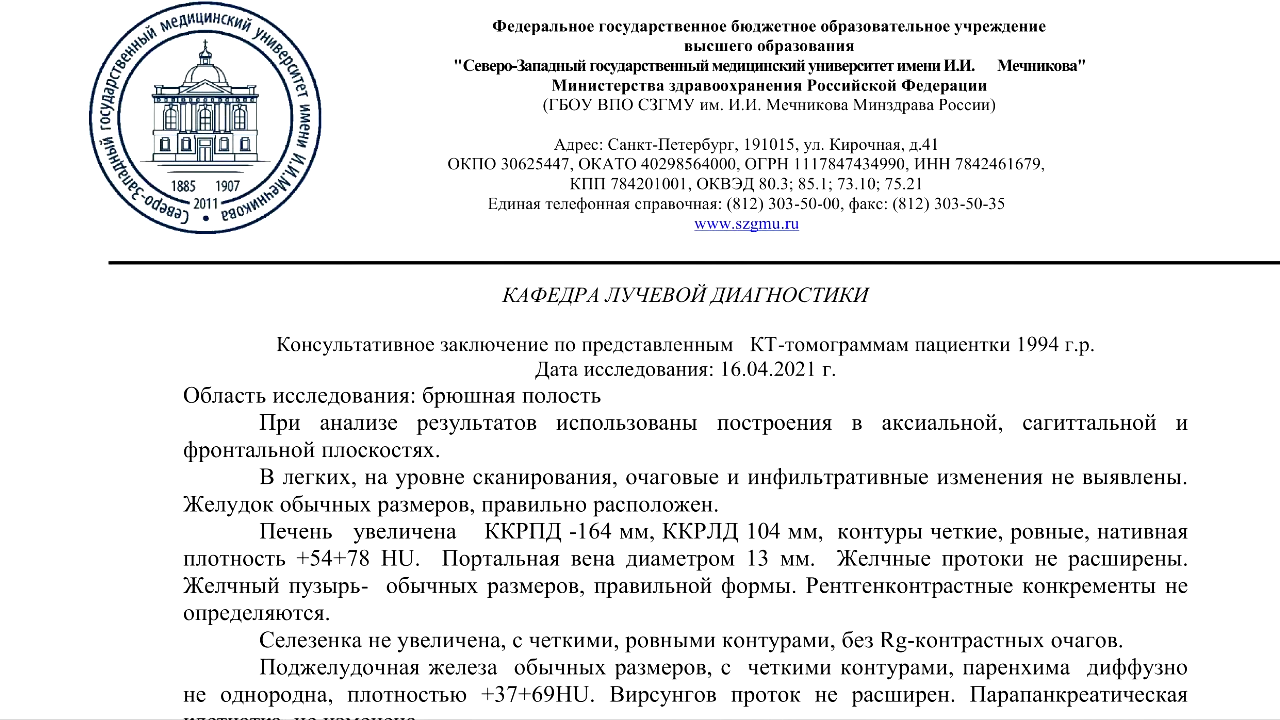 Северо-Западный государственный медицинский университет имени И.И.Мечникова
1885 1907
2011
Федеральное государственное бюджетное образовательное учреждение
высшего образования
"Северо-Западный государственный медицинский университет имени И.И. Мечникова"
Министерства здравоохранения Российской Федерации
(ГБОУ ВПО СЗГМУ им. И.И. Мечникова Минздрава России)
Адрес: Санкт-Петербург, 191015, ул. Кирочная, д.41
ОКПО 30625447, ОКАТО 40298564000, ОГРН 1117847434990, ИНН 7842461679,
КПП 784201001, ОКВЭД 80.3; 85.1; 73.10; 75.21
Единая телефонная справочная: (812) 303-50-00, факс: (812) 303-50-35
www.szgmu.ru
КАФЕДРА ЛУЧЕВОЙ ДИАГНОСТИКИ
Консультативное заключение по представленным КТ-томограммам пациентки 1994 г.р.
Дата исследования: 16.04.2021 г.
Область исследования: брюшная полость
При анализе результатов использованы построения в аксиальной, сагиттальной и
фронтальной плоскостях.
В легких, на уровне сканирования, очаговые и инфильтративные изменения не выявлены.
Желудок обычных размеров, правильно расположен.
Печень увеличена ККРПД -164 мм, ККРЛД 104 мм, контуры четкие, ровные, нативная
плотность +54+78 HU. Портальная вена диаметром 13 мм. Желчные протоки не расширены.
Желчный пузырь- обычных размеров, правильной формы. Рентгенконтрастные конкременты не
определяются.
Селезенка не увеличена, с четкими, ровными контурами, без Rg-контрастных очагов.
Поджелудочная железа обычных размеров, с четкими контурами, паренхима диффузно
не однородна, плотностью +37+69HU. Вирсунгов проток не расширен. Парапанкреатическая
клетчатка не изменена.